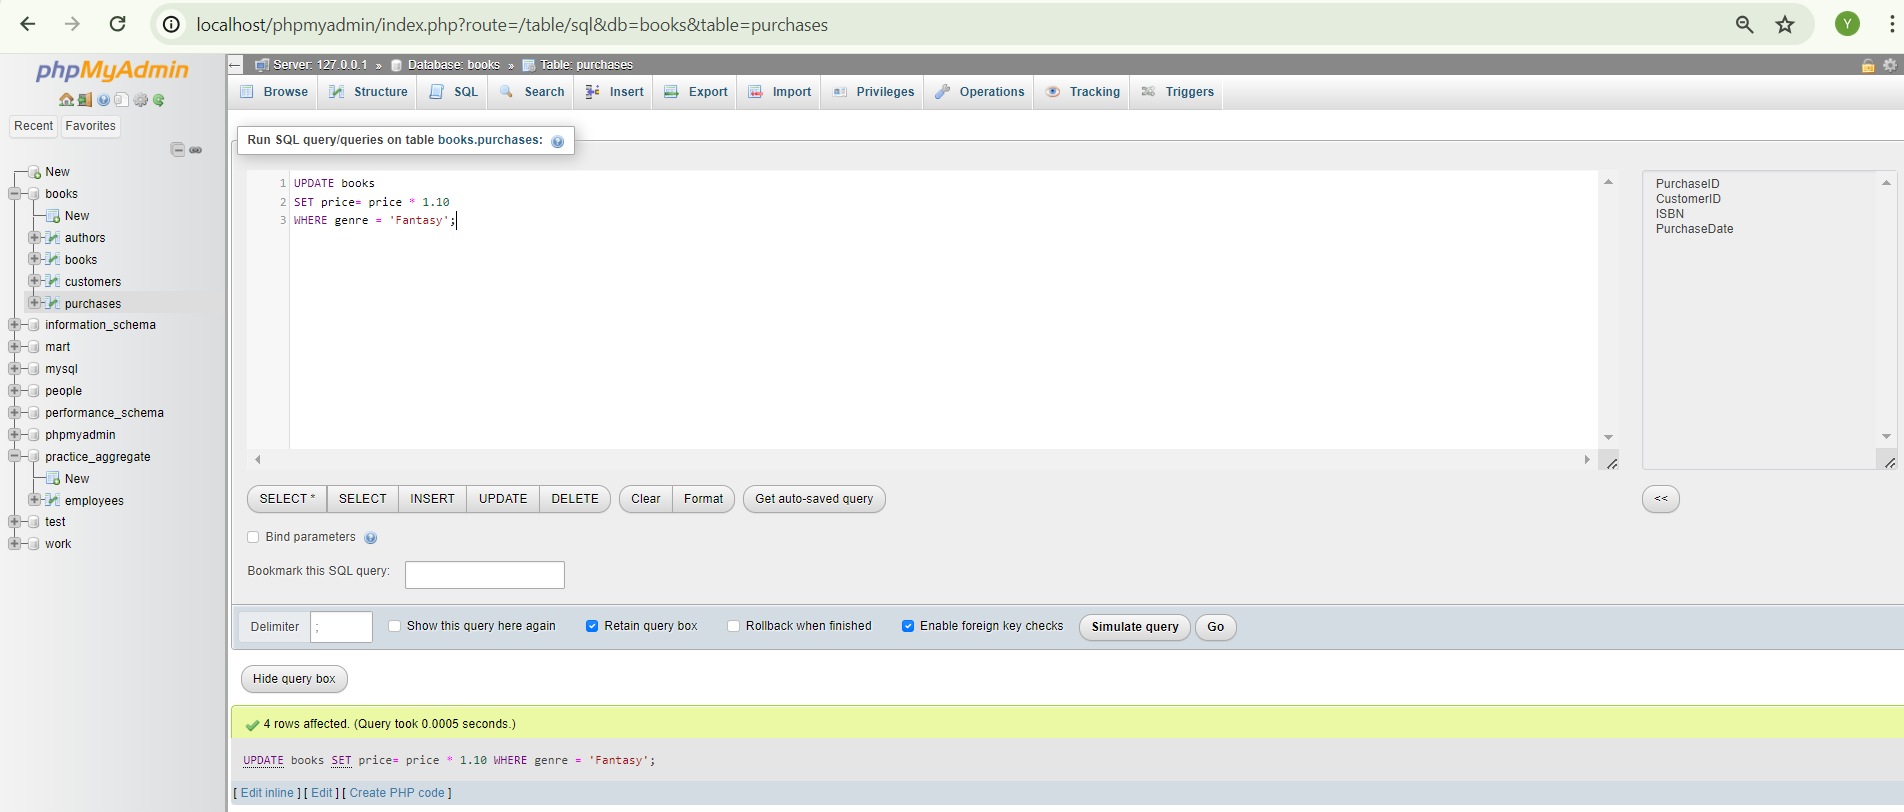 localhost/phpmyadmin/index.php?route=/table/sql&db=books&table=purchases
Y
phpMyAdmin
Recent Favorites
New
books
New
authors
books
customers
purchases
information_schema
mart
mysql
people
performance_schema
phpmyadmin
practice_aggregate
New
employees
test
work
Server: 127.0.0.1 » Database: books » Table: purchases
Browse Structure SQL Search Insert Export Import Privileges Operations Tracking Triggers
Run SQL query/queries on table books.purchases:
1 UPDATE books
2 SET price= price * 1.10
3 WHERE genre = 'Fantasy';
PurchaseID
CustomerID
ISBN
PurchaseDate
SELECT * SELECT INSERT UPDATE DELETE Clear Format Get auto-saved query <<
Bind parameters
Bookmark this SQL query:
Delimiter ; Show this query here again Retain query box Rollback when finished Enable foreign key checks Simulate query Go
Hide query box
4 rows affected. (Query took 0.0005 seconds.)
UPDATE books SET price= price * 1.10 WHERE genre = 'Fantasy';
[ Edit inline ] [ Edit ] [ Create PHP code ]